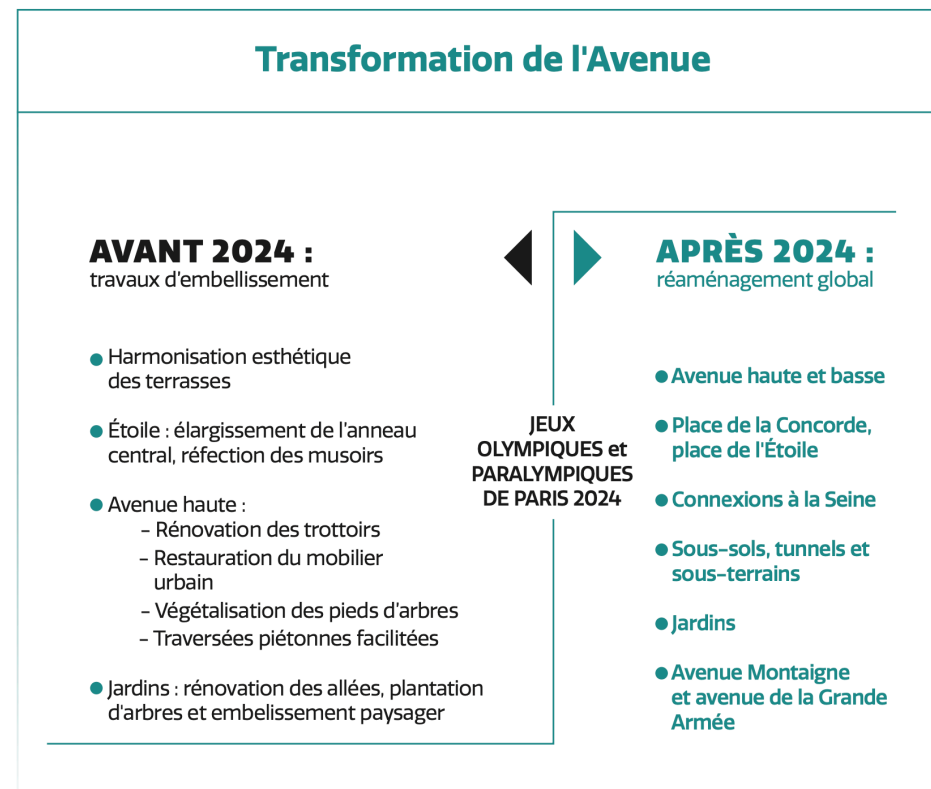 Transformation de l'Avenue
AVANT 2024 :
travaux d'embellissement
● Harmonisation esthétique
des terrasses
● Étoile : élargissement de l'anneau
central, réfection des musoirs
● Avenue haute :
– Rénovation des trottoirs
– Restauration du mobilier
urbain
– Végétalisation des pieds d'arbres
– Traversées piétonnes facilitées
● Jardins : rénovation des allées, plantation
d'arbres et embelissement paysager
JEUX
OLYMPIQUES et
PARALYMPIQUES
DE PARIS 2024
APRÈS 2024 :
réaménagement global
● Avenue haute et basse
● Place de la Concorde,
place de l'Étoile
● Connexions à la Seine
● Sous-sols, tunnels et
sous-terrains
● Jardins
● Avenue Montaigne
et avenue de la Grande
Armée